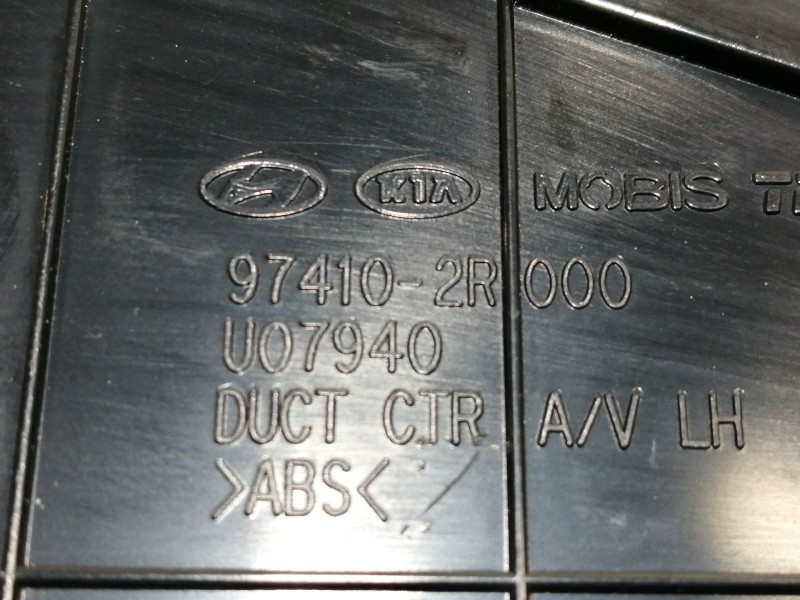 KIA MOBIS
97410-2R000
U07940
DUCT CTR A/V LH
>ABS<